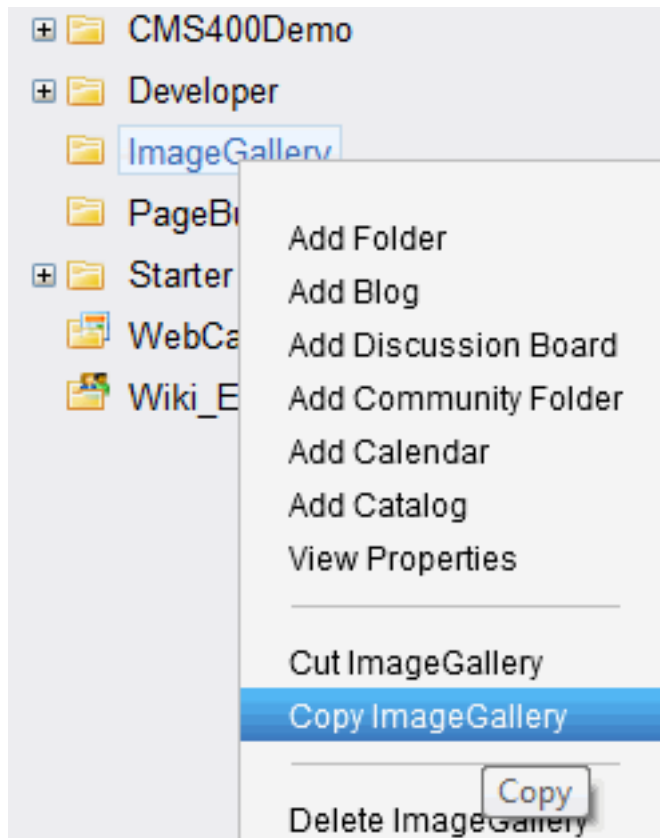 CMS400Demo
Developer
ImageGallery
PageBu
Starter
WebCa
Wiki_E
Add Folder
Add Blog
Add Discussion Board
Add Community Folder
Add Calendar
Add Catalog
View Properties
Cut ImageGallery
Copy ImageGallery
Copy
Delete ImageGallery